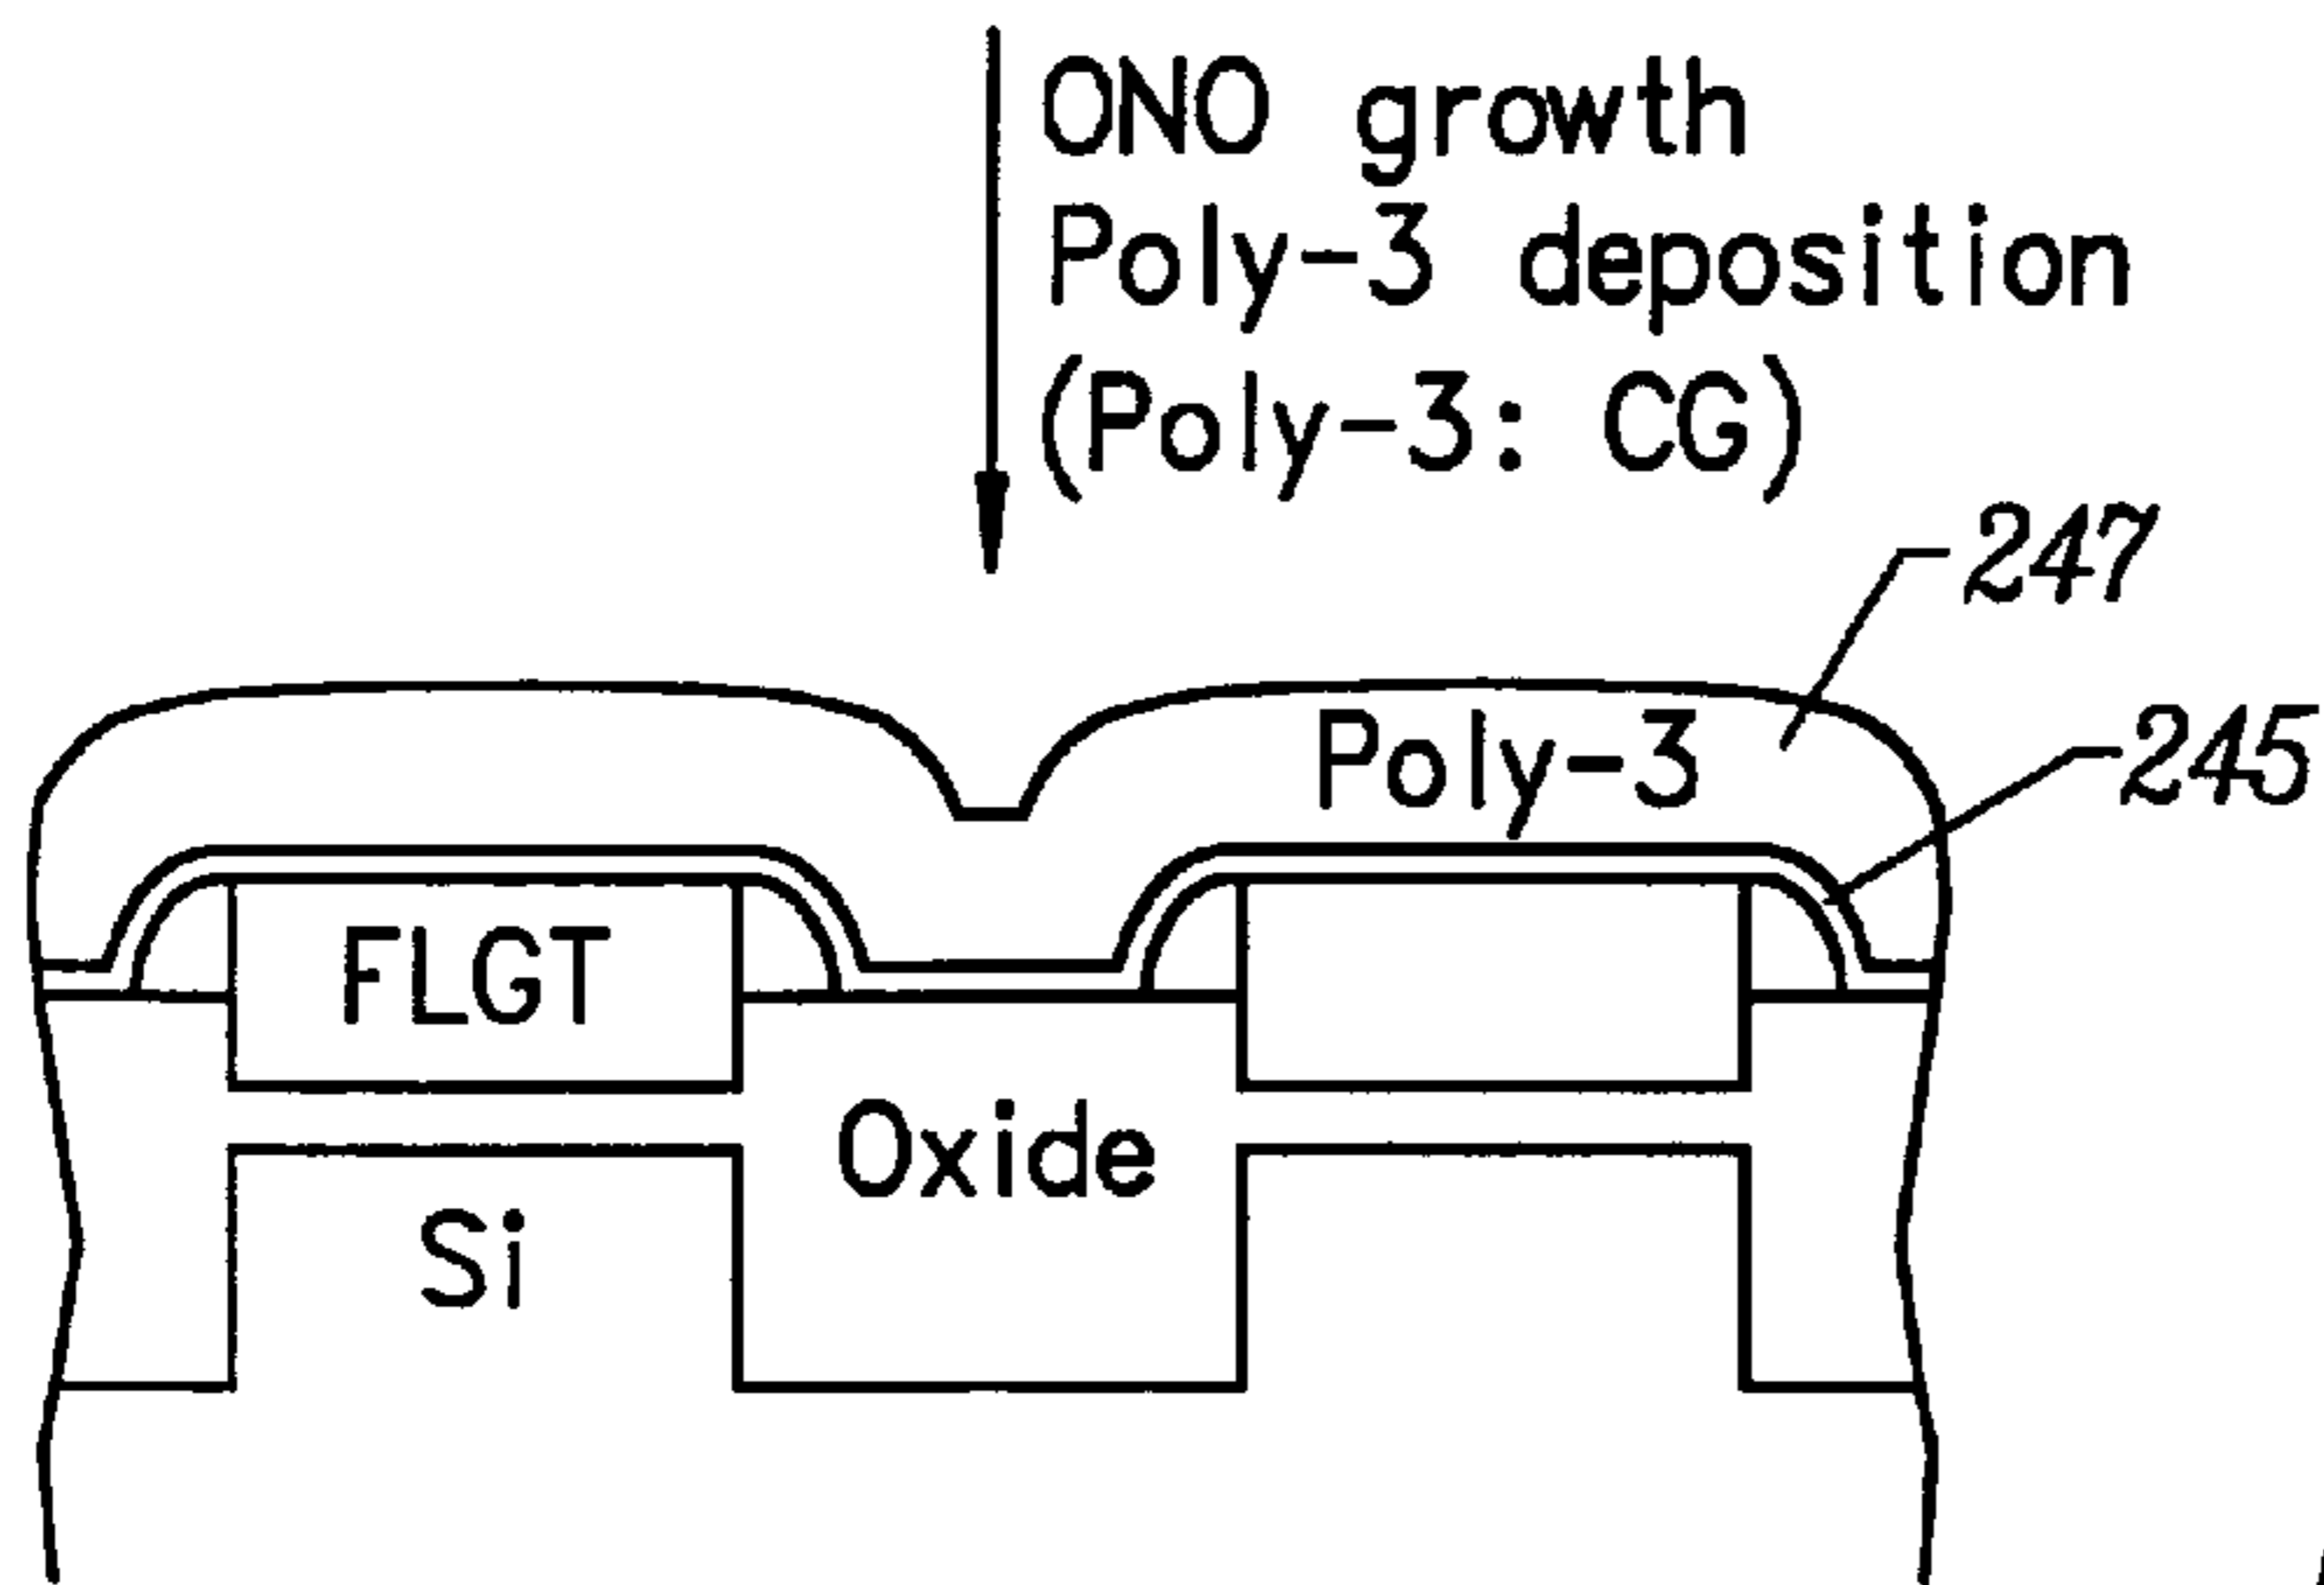 ONO growth
Poly-3 deposition
(Poly-3: CG)
247
Poly-3
245
FLGT
Oxide
Si